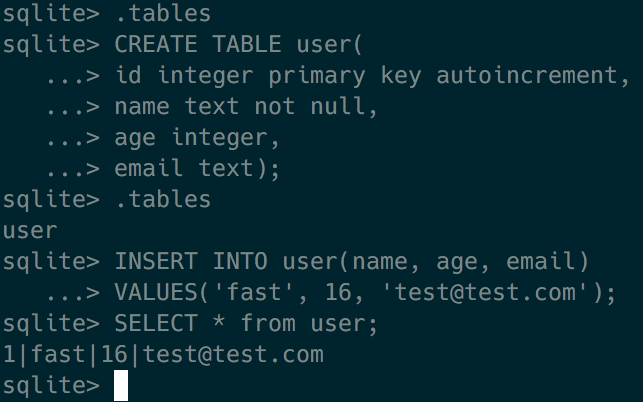 sqlite> .tables
sqlite> CREATE TABLE user(
   ...> id integer primary key autoincrement,
   ...> name text not null,
   ...> age integer,
   ...> email text);
sqlite> .tables
user
sqlite> INSERT INTO user(name, age, email)
   ...> VALUES('fast', 16, 'test@test.com');
sqlite> SELECT * from user;
1|fast|16|test@test.com
sqlite>